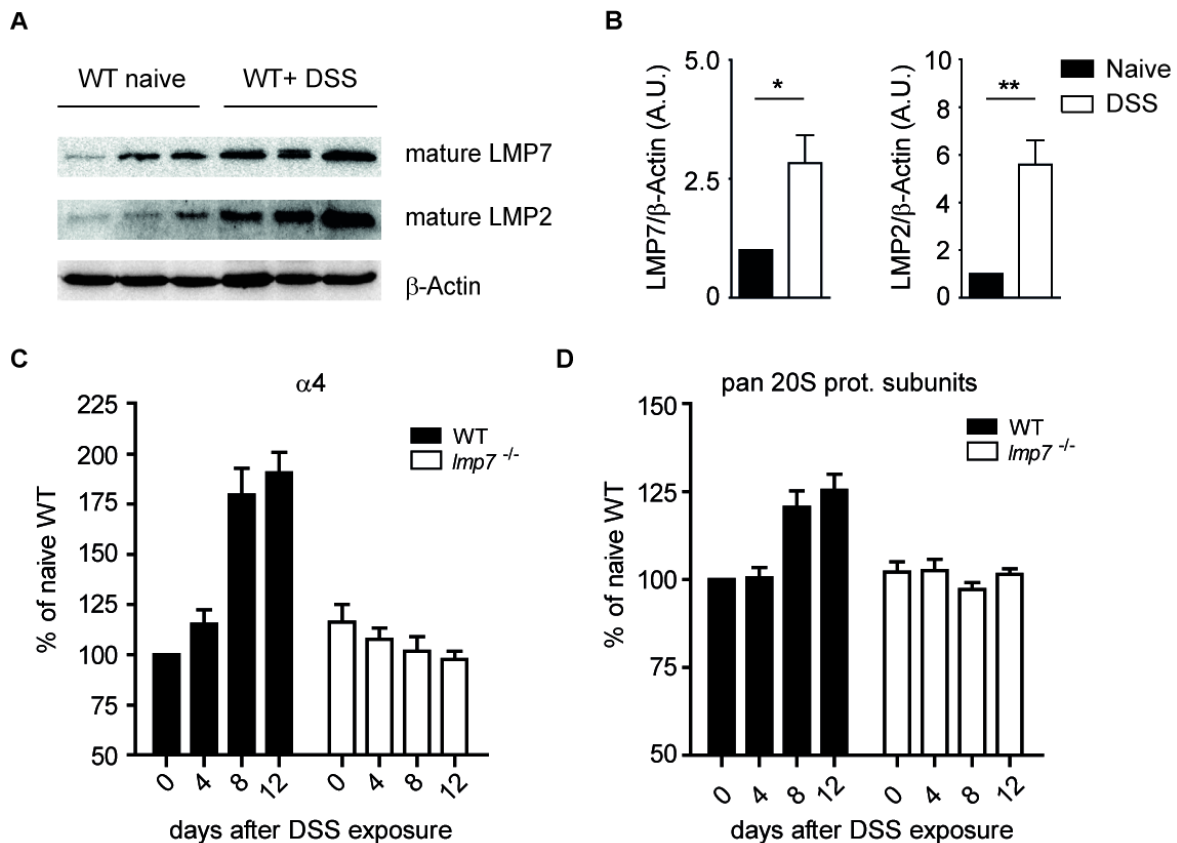 A
WT naive
WT+ DSS
mature LMP7
mature LMP2
β-Actin
B
LMP7/β-Actin (A.U.)
5.0
2.5
0
*
LMP2/β-Actin (A.U.)
10
8
6
4
2
0
**
Naive
DSS
C
α4
% of naive WT
225
200
175
150
125
100
75
50
WT
lmp7 -/-
0 4 8 12 0 4 8 12
days after DSS exposure
D
pan 20S prot. subunits
% of naive WT
150
125
100
75
50
WT
lmp7 -/-
0 4 8 12 0 4 8 12
days after DSS exposure